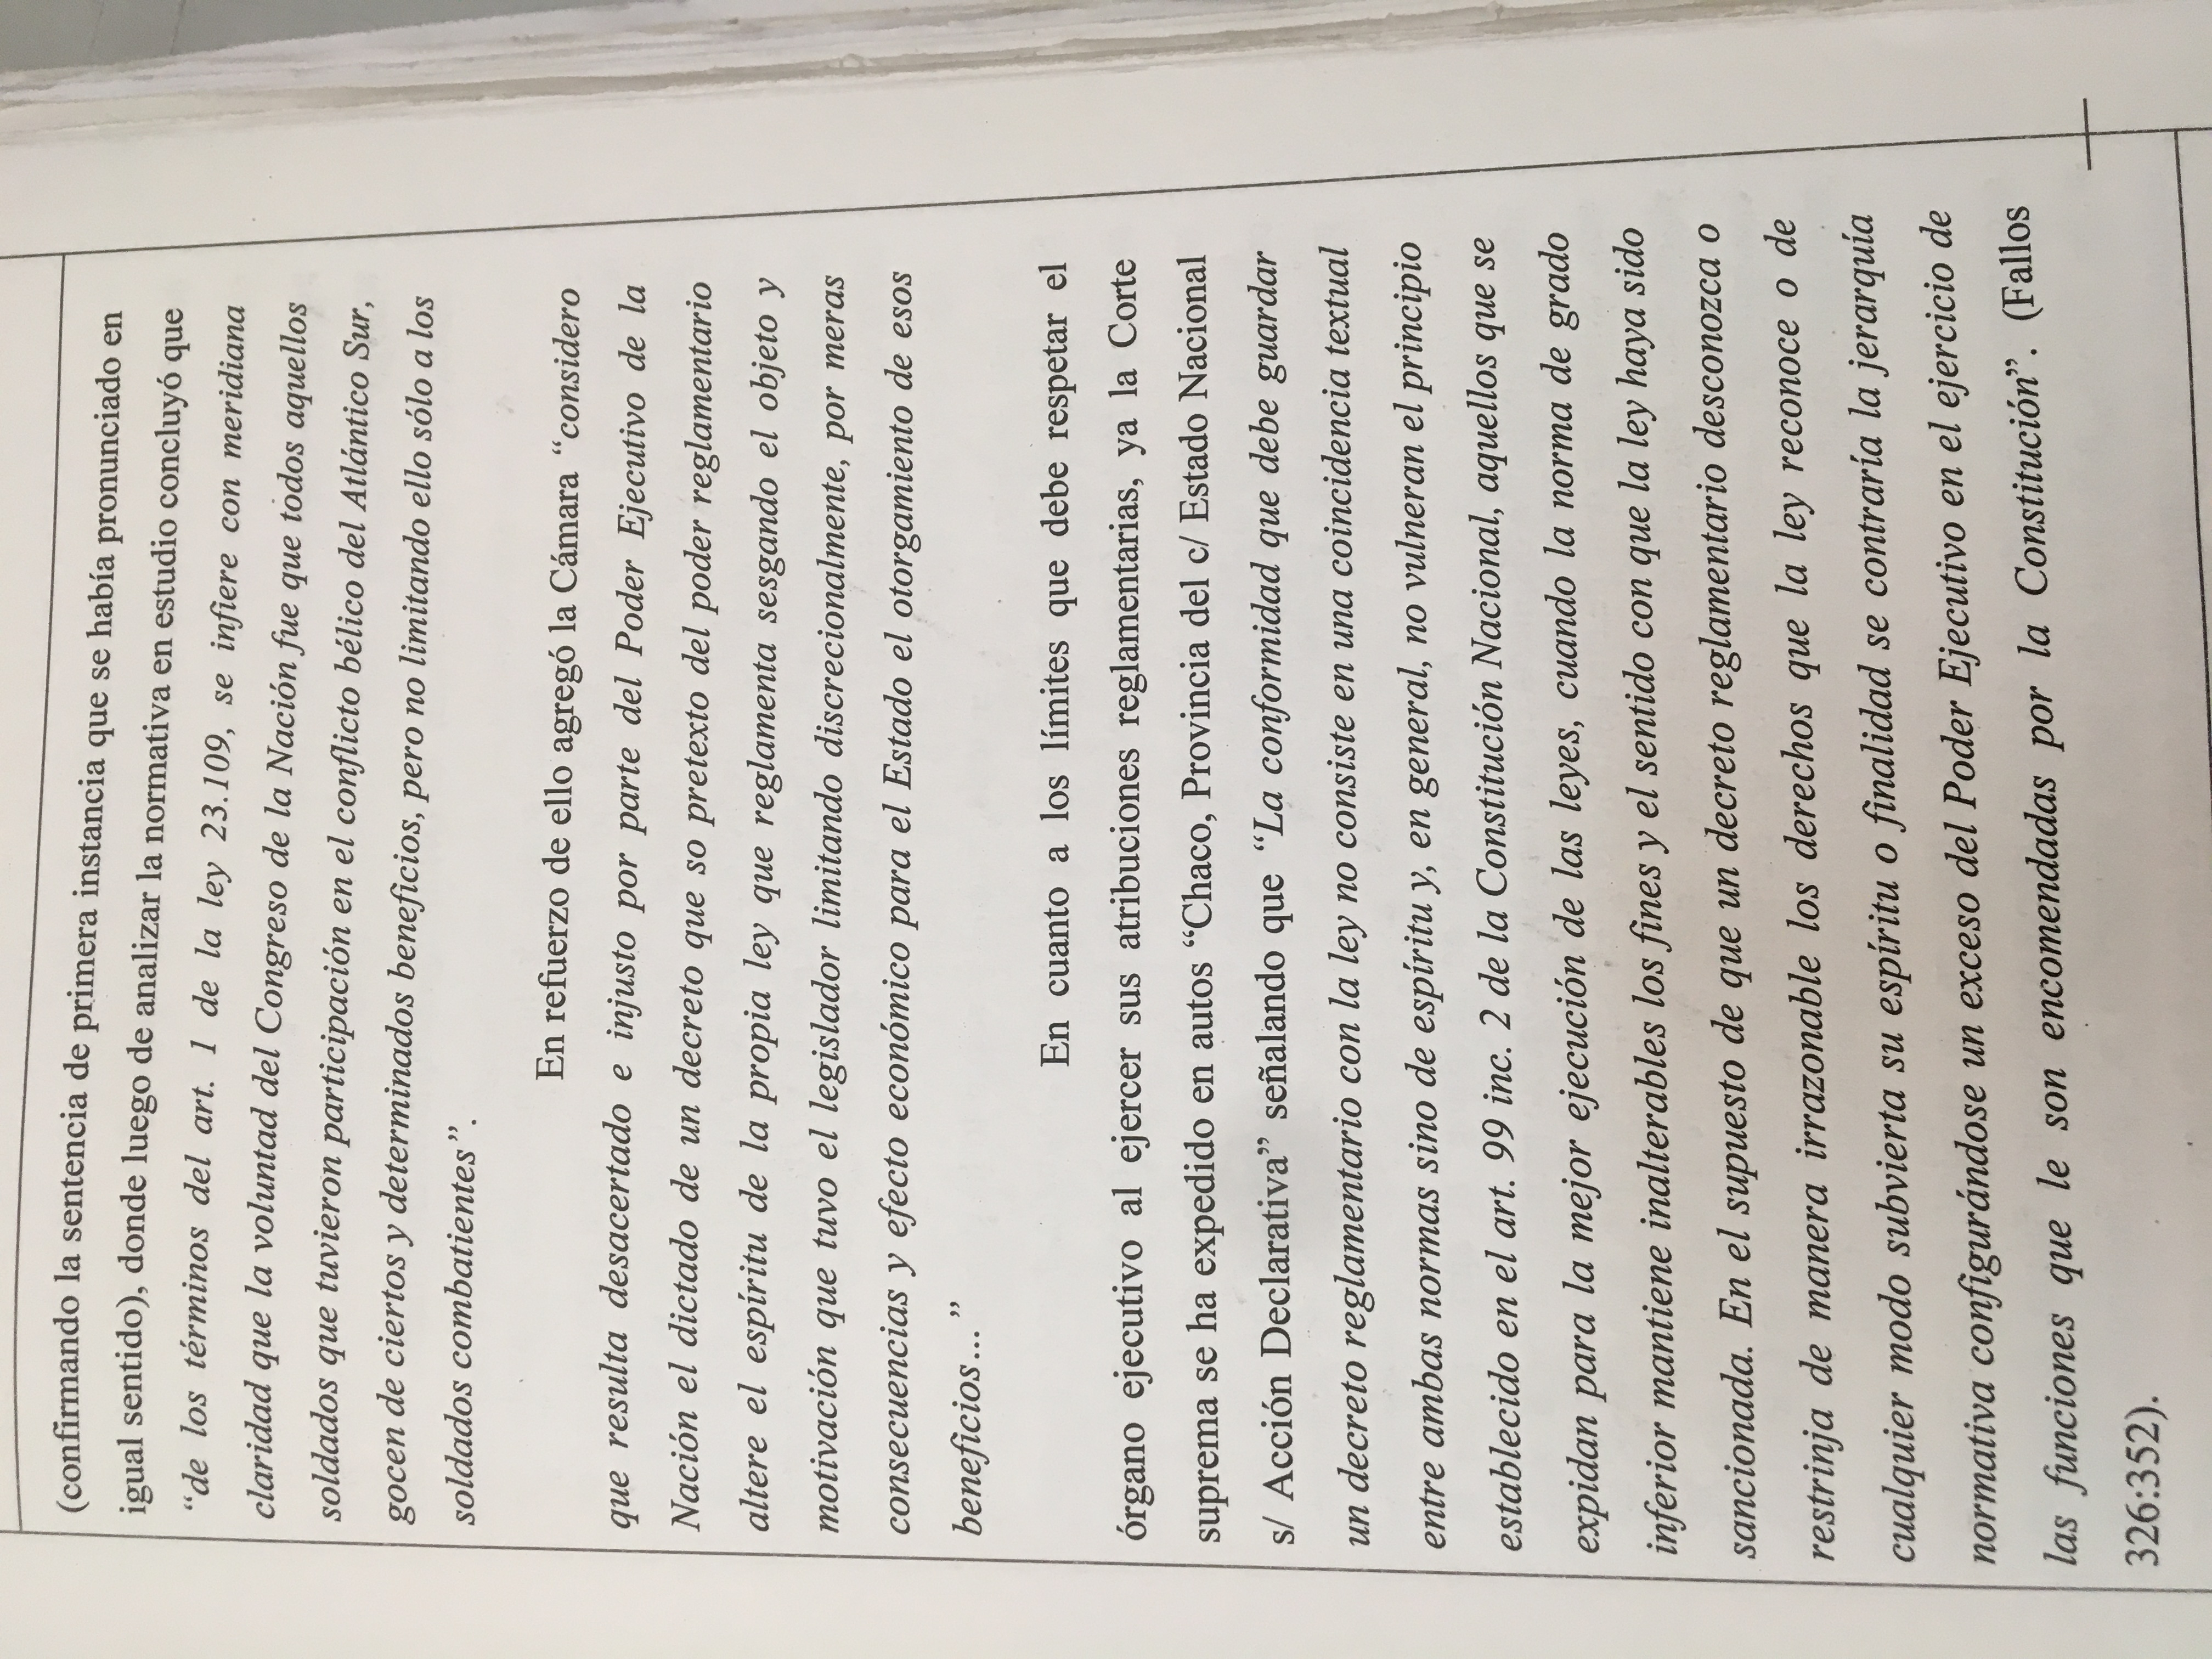 (confirmando la sentencia de primera instancia que se había pronunciado en
igual sentido), donde luego de analizar la normativa en estudio concluyó que
“de los términos del art. 1 de la ley 23.109, se infiere con meridiana
claridad que la voluntad del Congreso de la Nación fue que todos aquellos
soldados que tuvieron participación en el conflicto bélico del Atlántico Sur,
gocen de ciertos y determinados beneficios, pero no limitando ello sólo a los
soldados combatientes”.
En refuerzo de ello agregó la Cámara “considero
que resulta desacertado e injusto por parte del Poder Ejecutivo de la
Nación el dictado de un decreto que so pretexto del poder reglamentario
altere el espíritu de la propia ley que reglamenta sesgando el objeto y
motivación que tuvo el legislador limitando discrecionalmente, por meras
consecuencias y efecto económico para el Estado el otorgamiento de esos
beneficios…”
En cuanto a los límites que debe respetar el
órgano ejecutivo al ejercer sus atribuciones reglamentarias, ya la Corte
suprema se ha expedido en autos “Chaco, Provincia del c/ Estado Nacional
s/ Acción Declarativa” señalando que “La conformidad que debe guardar
un decreto reglamentario con la ley no consiste en una coincidencia textual
entre ambas normas sino de espíritu y, en general, no vulneran el principio
establecido en el art. 99 inc. 2 de la Constitución Nacional, aquellos que se
expidan para la mejor ejecución de las leyes, cuando la norma de grado
inferior mantiene inalterables los fines y el sentido con que la ley haya sido
sancionada. En el supuesto de que un decreto reglamentario desconozca o
restrinja de manera irrazonable los derechos que la ley reconoce o de
cualquier modo subvierta su espíritu o finalidad se contraría la jerarquía
normativa configurándose un exceso del Poder Ejecutivo en el ejercicio de
las funciones que le son encomendadas por la Constitución”. (Fallos
326:352).